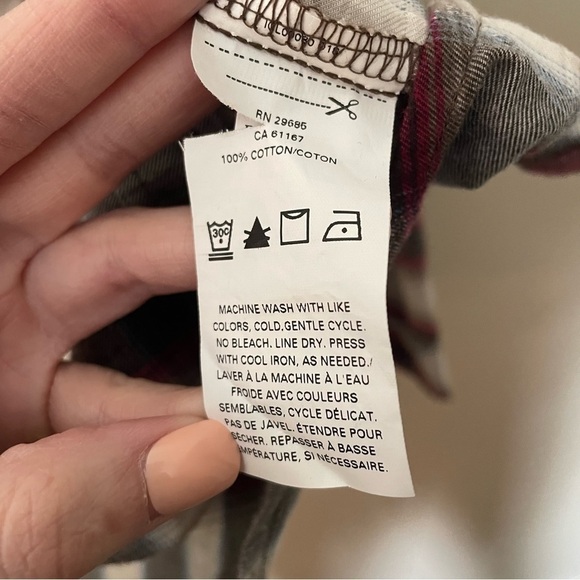 RN 29685
CA 61167
100% COTTON/COTON
30C
MACHINE WASH WITH LIKE
COLORS, COLD.GENTLE CYCLE.
NO BLEACH. LINE DRY. PRESS
WITH COOL IRON, AS NEEDED./
LAVER À LA MACHINE À L'EAU
FROIDE AVEC COULEURS
SEMBLABLES, CYCLE DÉLICAT.
PAS DE JAVEL. ÉTENDRE POUR
SÉCHER. REPASSER À BASSE
MPÉRATURE, SI NÉCESSAIRE.